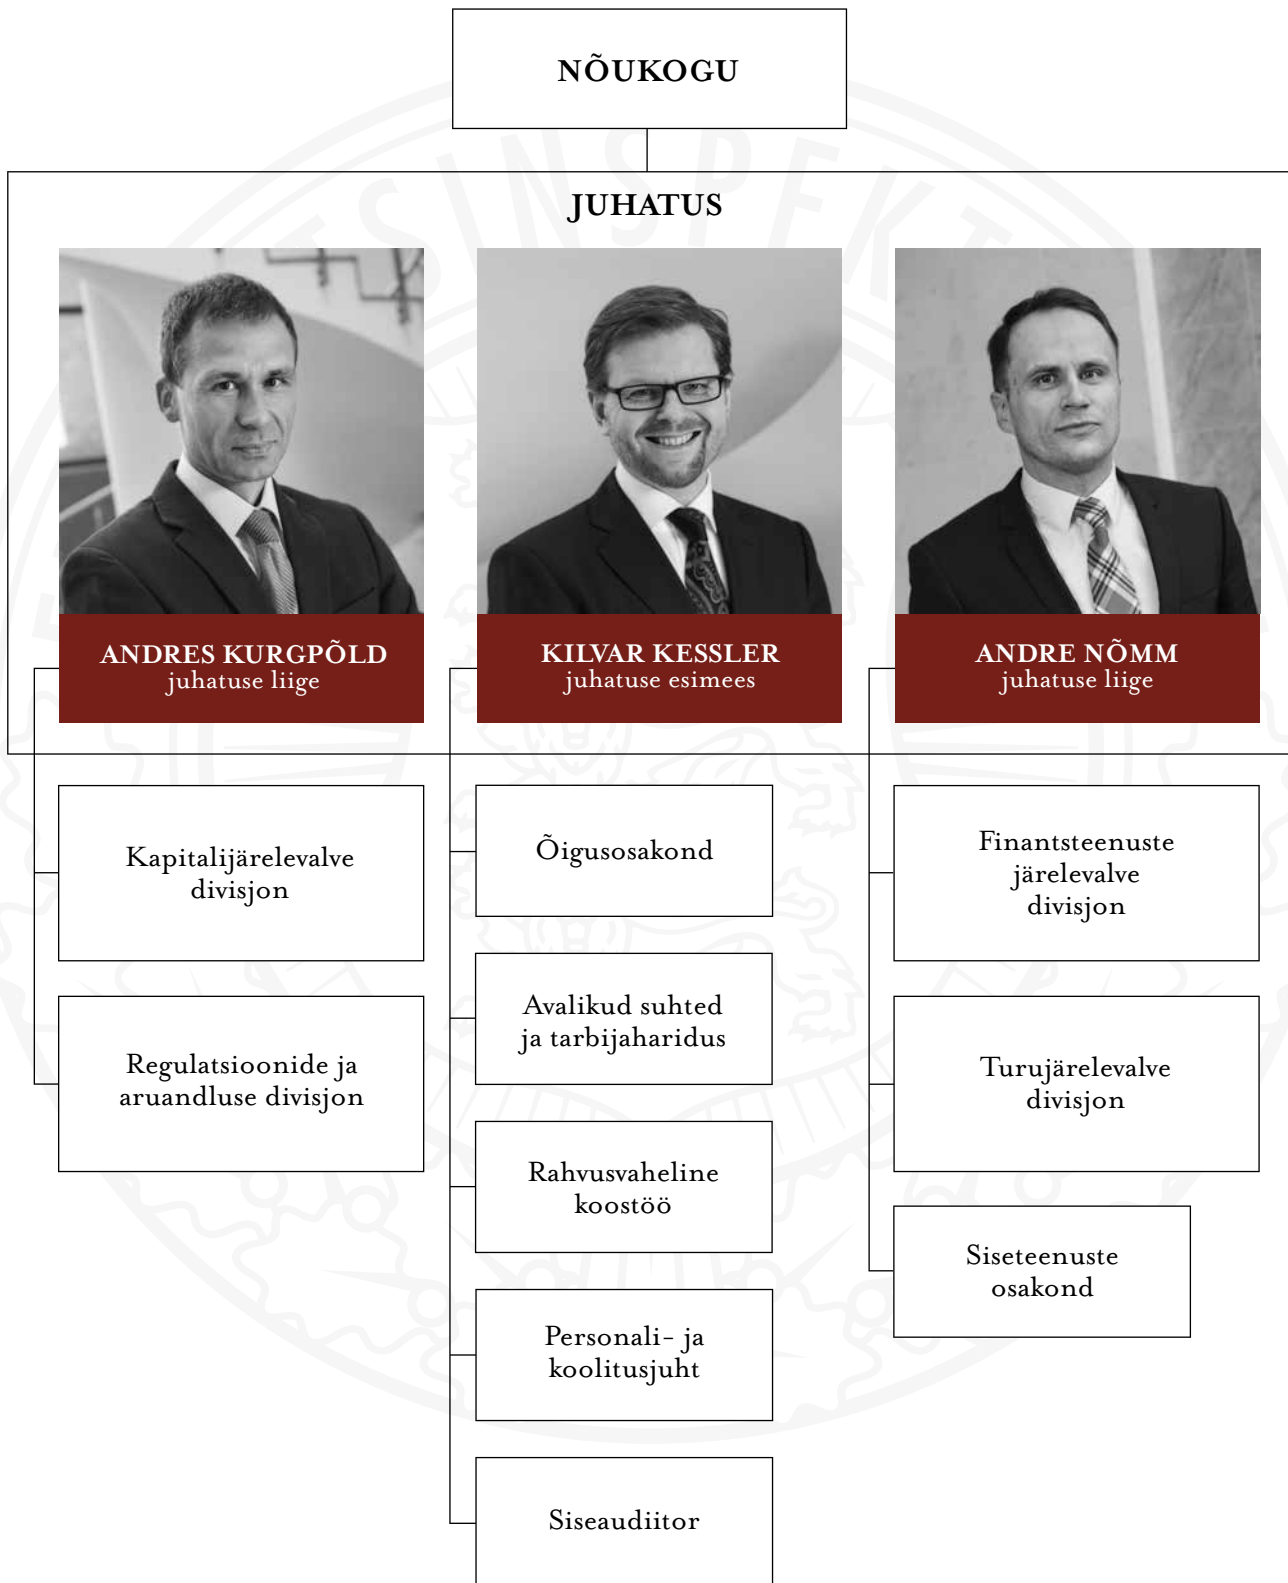 NÕUKOGU
JUHATUS
ANDRES KURGPÕLD
juhatuse liige
KILVAR KESSLER
juhatuse esimees
ANDRE NÕMM
juhatuse liige
Kapitalijärelevalve
divisjon
Regulatsioonide ja
aruandluse divisjon
Õigusosakond
Avalikud suhted
ja tarbijaharidus
Rahvusvaheline
koostöö
Personali- ja
koolitusjuht
Siseaudiitor
Finantsteenuste
järelevalve
divisjon
Turujärelevalve
divisjon
Siseteenuste
osakond